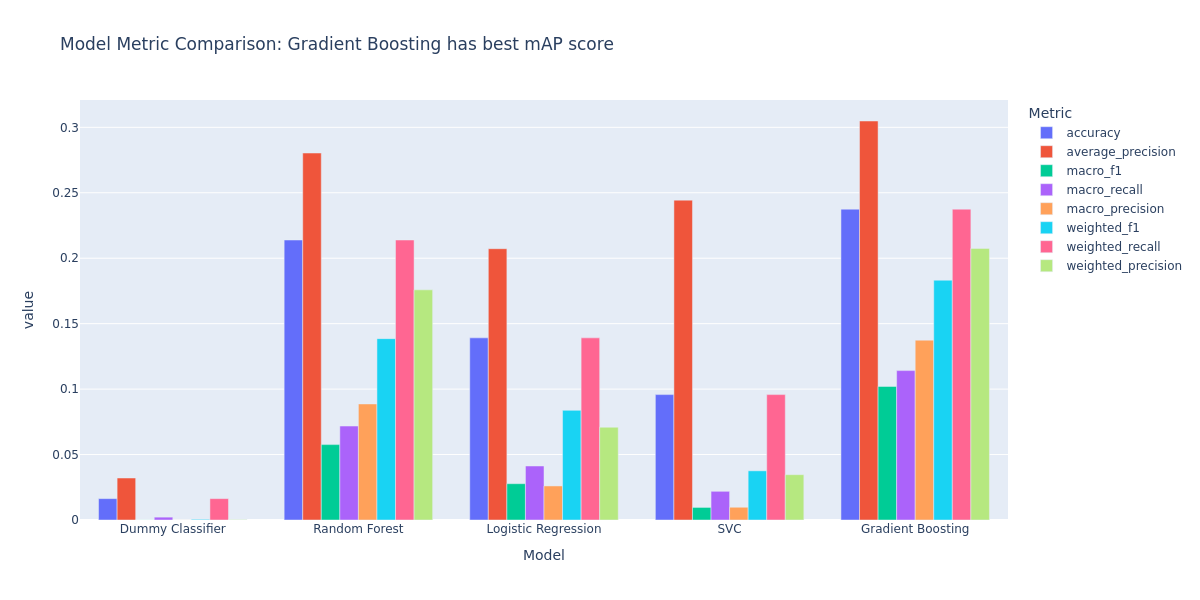 Model Metric Comparison: Gradient Boosting has best mAP score
Metric
accuracy
average_precision
macro_f1
macro_recall
macro_precision
weighted_f1
weighted_recall
weighted_precision
value
0.3
0.25
0.2
0.15
0.1
0.05
0
Dummy Classifier
Random Forest
Logistic Regression
SVC
Gradient Boosting
Model